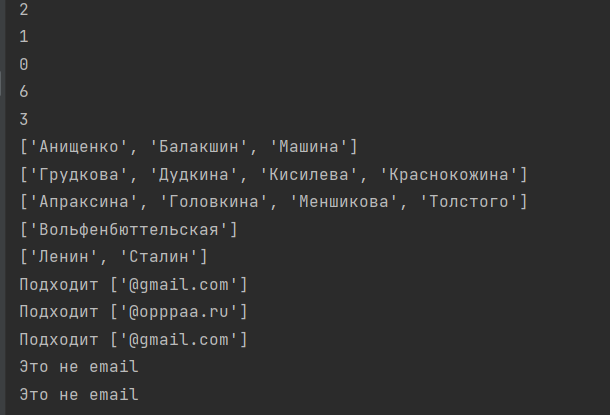 2
1
0
6
3
['Анищенко', 'Балакшин', 'Машина']
['Грудкова', 'Дудкина', 'Кисилева', 'Краснокожина']
['Апраксина', 'Головкина', 'Меншикова', 'Толстого']
['Вольфенбюттельская']
['Ленин', 'Сталин']
Подходит ['@gmail.com']
Подходит ['@opppaa.ru']
Подходит ['@gmail.com']
Это не email
Это не email